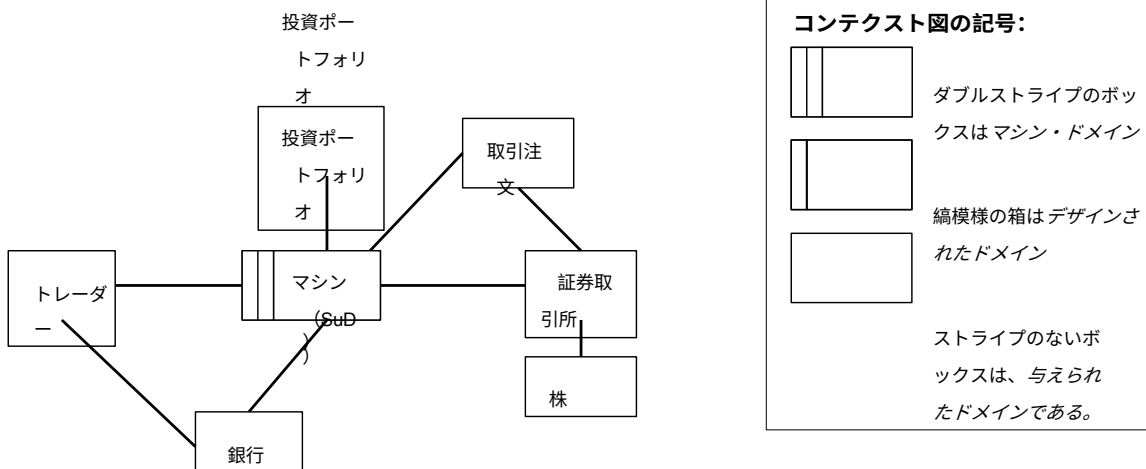 投資ポー
トフォリ
オ
投資ポー
トフォリ
オ
取引注
文
トレーダ
ー
マシン
（SuD
）
証券取
引所
株
銀行
コンテクスト図の記号：
ダブルストライプのボッ
クスはマシン・ドメイン
縞模様の箱はデザインさ
れたドメイン
ストライプのないボ
ックスは、与えられ
たドメインである。